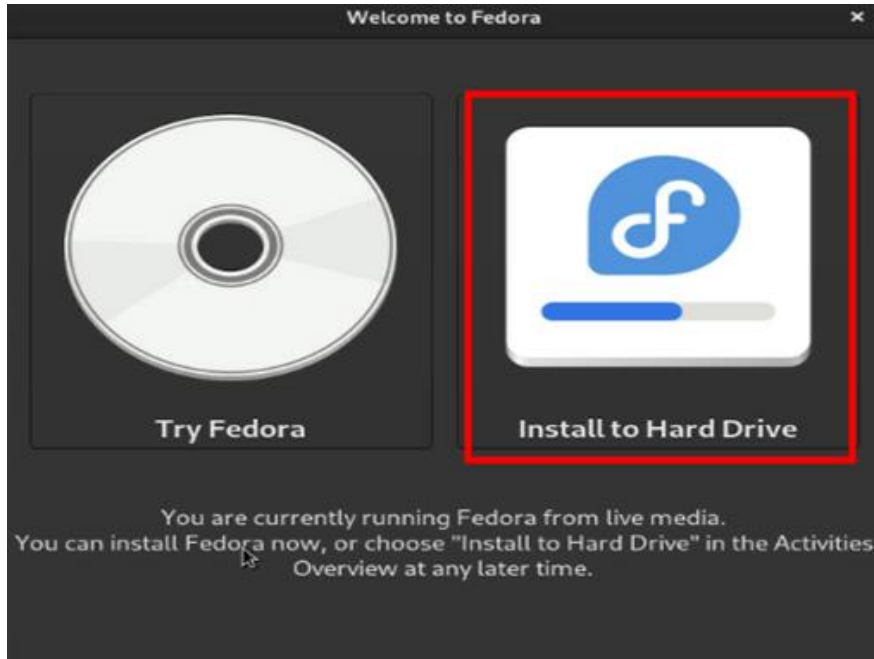 Welcome to Fedora
Try Fedora
Install to Hard Drive
You are currently running Fedora from live media.
You can install Fedora now, or choose "Install to Hard Drive" in the Activities
Overview at any later time.